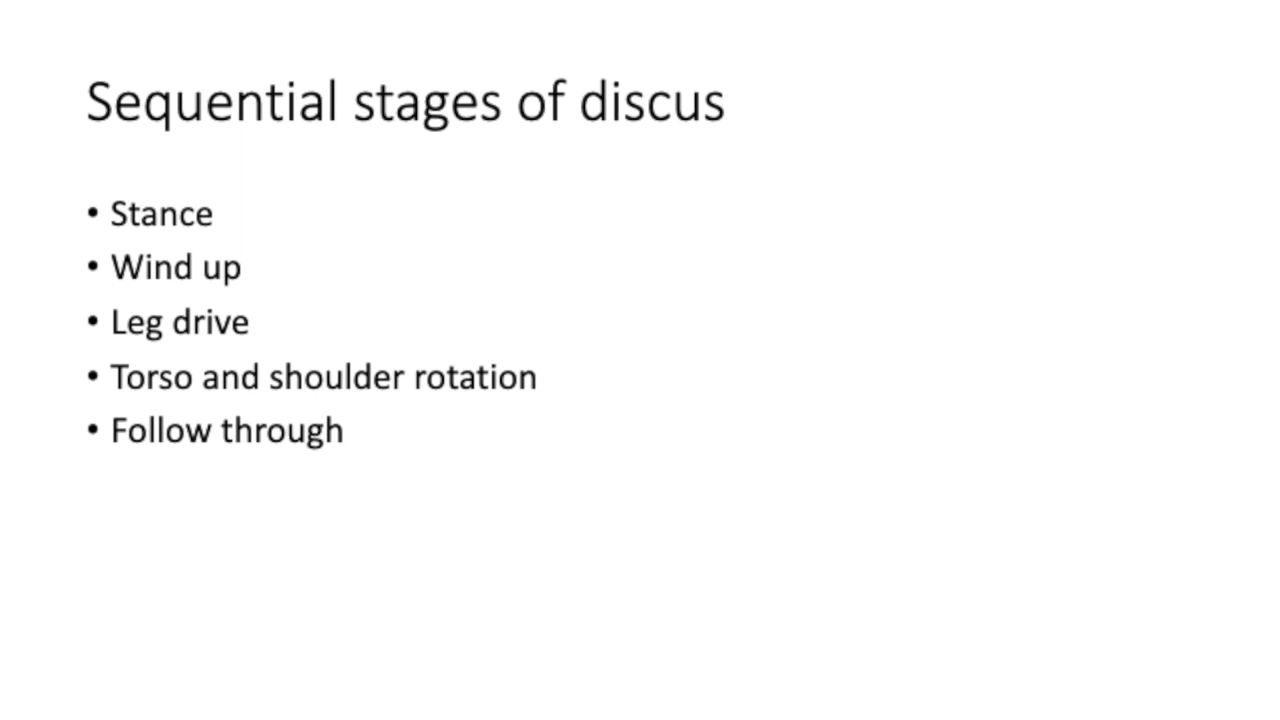 Sequential stages of discus
• Stance
• Wind up
• Leg drive
• Torso and shoulder rotation
• Follow through